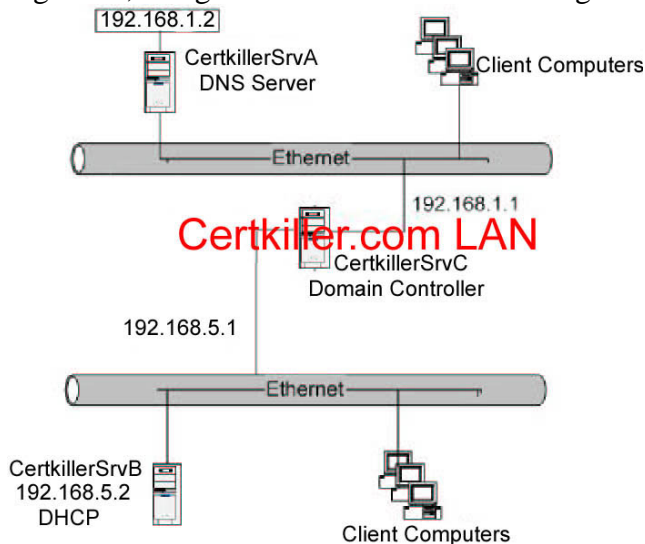 192.168.1.2
CertkillerSrvA
DNS Server
Client Computers
Ethernet
192.168.1.1
Certkiller.com LAN
CertkillerSrvC
Domain Controller
192.168.5.1
Ethernet
CertkillerSrvB
192.168.5.2
DHCP
Client Computers